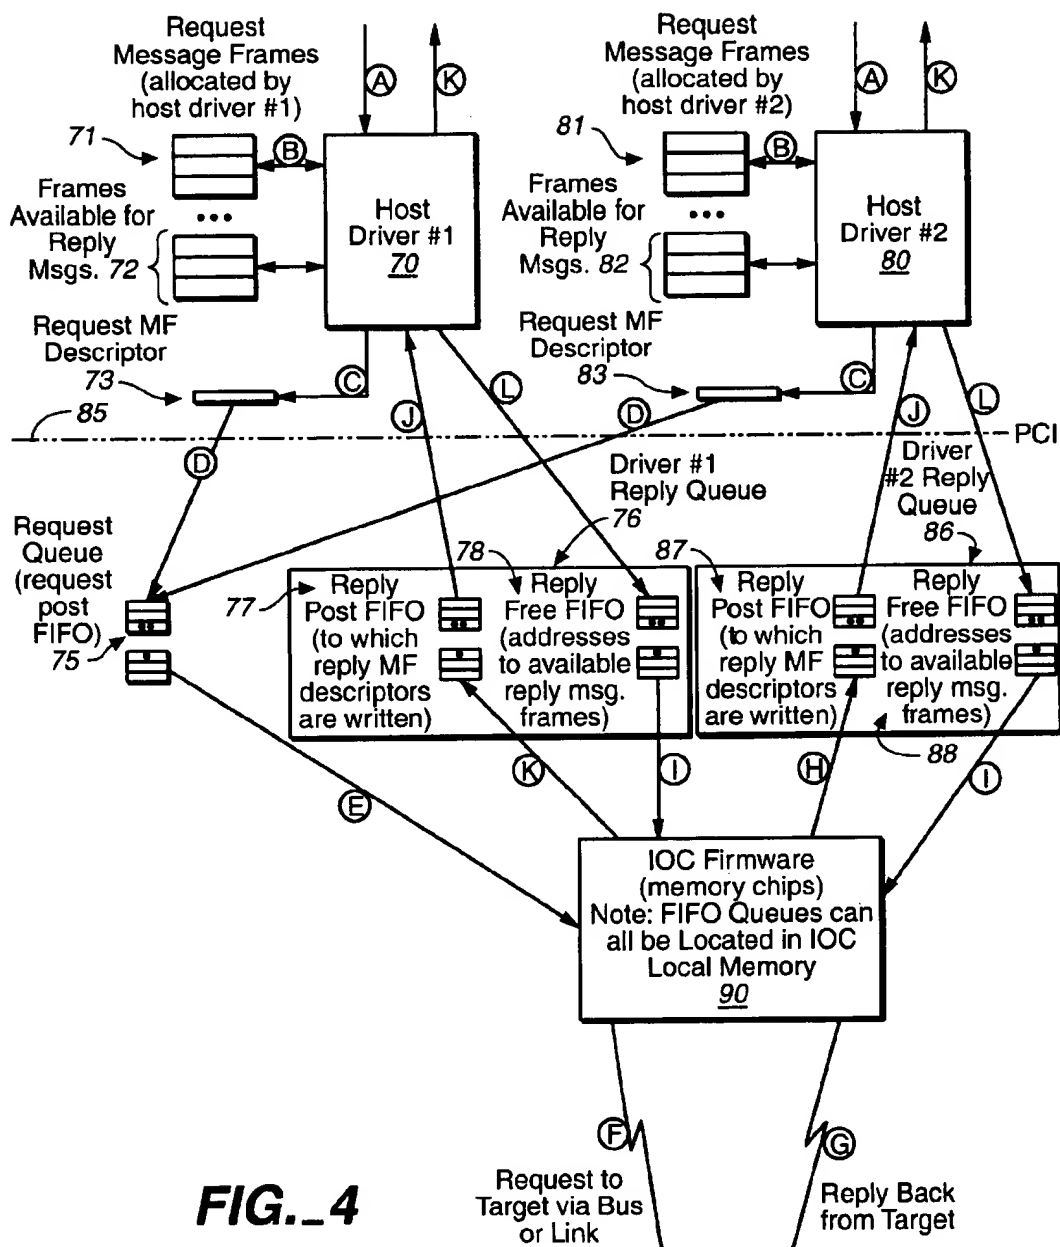 Request
Message Frames
(allocated by
host driver #1)
71
A
K
B
Frames
Available for
Reply
Msgs. 72
Host
Driver #1
70
Request MF
Descriptor
73
C
85
D
J
L
Request
Message Frames
(allocated by
host driver #2)
81
A
K
B
Frames
Available for
Reply
Msgs. 82
Host
Driver #2
80
Request MF
Descriptor
83
C
D
J
L
PCI
Request
Queue
(request
post
FIFO)
75
Driver #1
Reply Queue
76
77
Reply
Post FIFO
(to which
reply MF
descriptors
are written)
78
Reply
Free FIFO
(addresses
to available
reply msg.
frames)
Driver
#2 Reply
Queue
86
87
Reply
Post FIFO
(to which
reply MF
descriptors
are written)
Reply
Free FIFO
(addresses
to available
reply msg.
frames)
88
E
K
I
H
I
IOC Firmware
(memory chips)
Note: FIFO Queues can
all be Located in IOC
Local Memory
90
F
G
Request to
Target via Bus
or Link
Reply Back
from Target
FIG._4